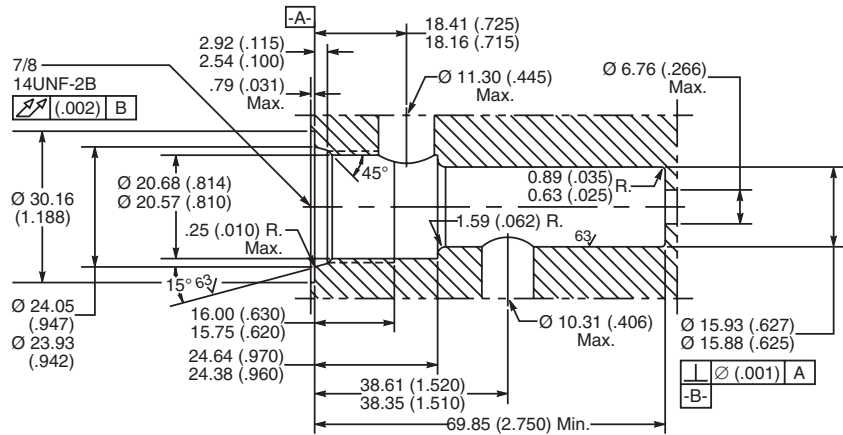 -A-
18.41 (.725)
18.16 (.715)
2.92 (.115)
2.54 (.100)
7/8
14UNF-2B
(.002) B
.79 (.031)
Max.
Ø 11.30 (.445)
Max.
Ø 6.76 (.266)
Max.
Ø 30.16
(1.188)
Ø 20.68 (.814)
Ø 20.57 (.810)
45°
0.89 (.035)
0.63 (.025)
R.
1.59 (.062) R.
63
.25 (.010) R.
Max.
15°
63
Ø 24.05
(.947)
Ø 23.93
(.942)
16.00 (.630)
15.75 (.620)
24.64 (.970)
24.38 (.960)
38.61 (1.520)
38.35 (1.510)
69.85 (2.750) Min.
Ø 10.31 (.406)
Max.
Ø 15.93 (.627)
Ø 15.88 (.625)
⊥ Ø (.001) A
-B-